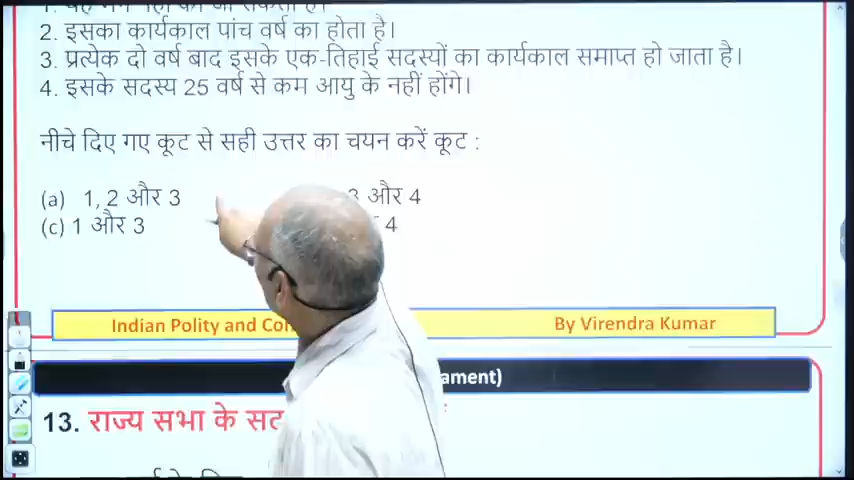 2. इसका कार्यकाल पांच वर्ष का होता है।
3. प्रत्येक दो वर्ष बाद इसके एक-तिहाई सदस्यों का कार्यकाल समाप्त हो जाता है।
4. इसके सदस्य 25 वर्ष से कम आयु के नहीं होंगे।
नीचे दिए गए कूट से सही उत्तर का चयन करें कूट :
(a) 1, 2 और 3 3 और 4
(c) 1 और 3 4
Indian Polity and By Virendra Kumar
13. राज्य सभा के